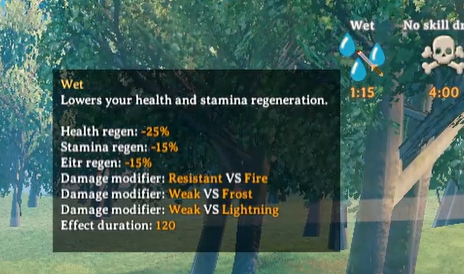 Wet
No skill dr
1:15
4:00
Wet
Lowers your health and stamina regeneration.
Health regen: -25%
Stamina regen: -15%
Eitr regen: -15%
Damage modifier: Resistant VS Fire
Damage modifier: Weak VS Frost
Damage modifier: Weak VS Lightning
Effect duration: 120